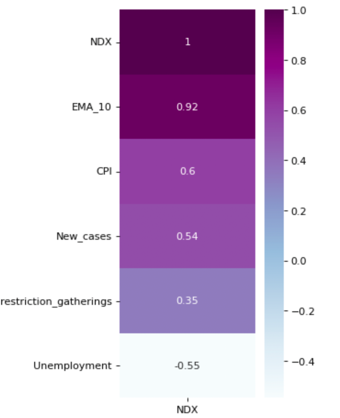 NDX 1
EMA_10 0.92
CPI 0.6
New_cases 0.54
restriction_gatherings 0.35
Unemployment -0.55
NDX
1.0
0.8
0.6
0.4
0.2
0.0
−0.2
−0.4